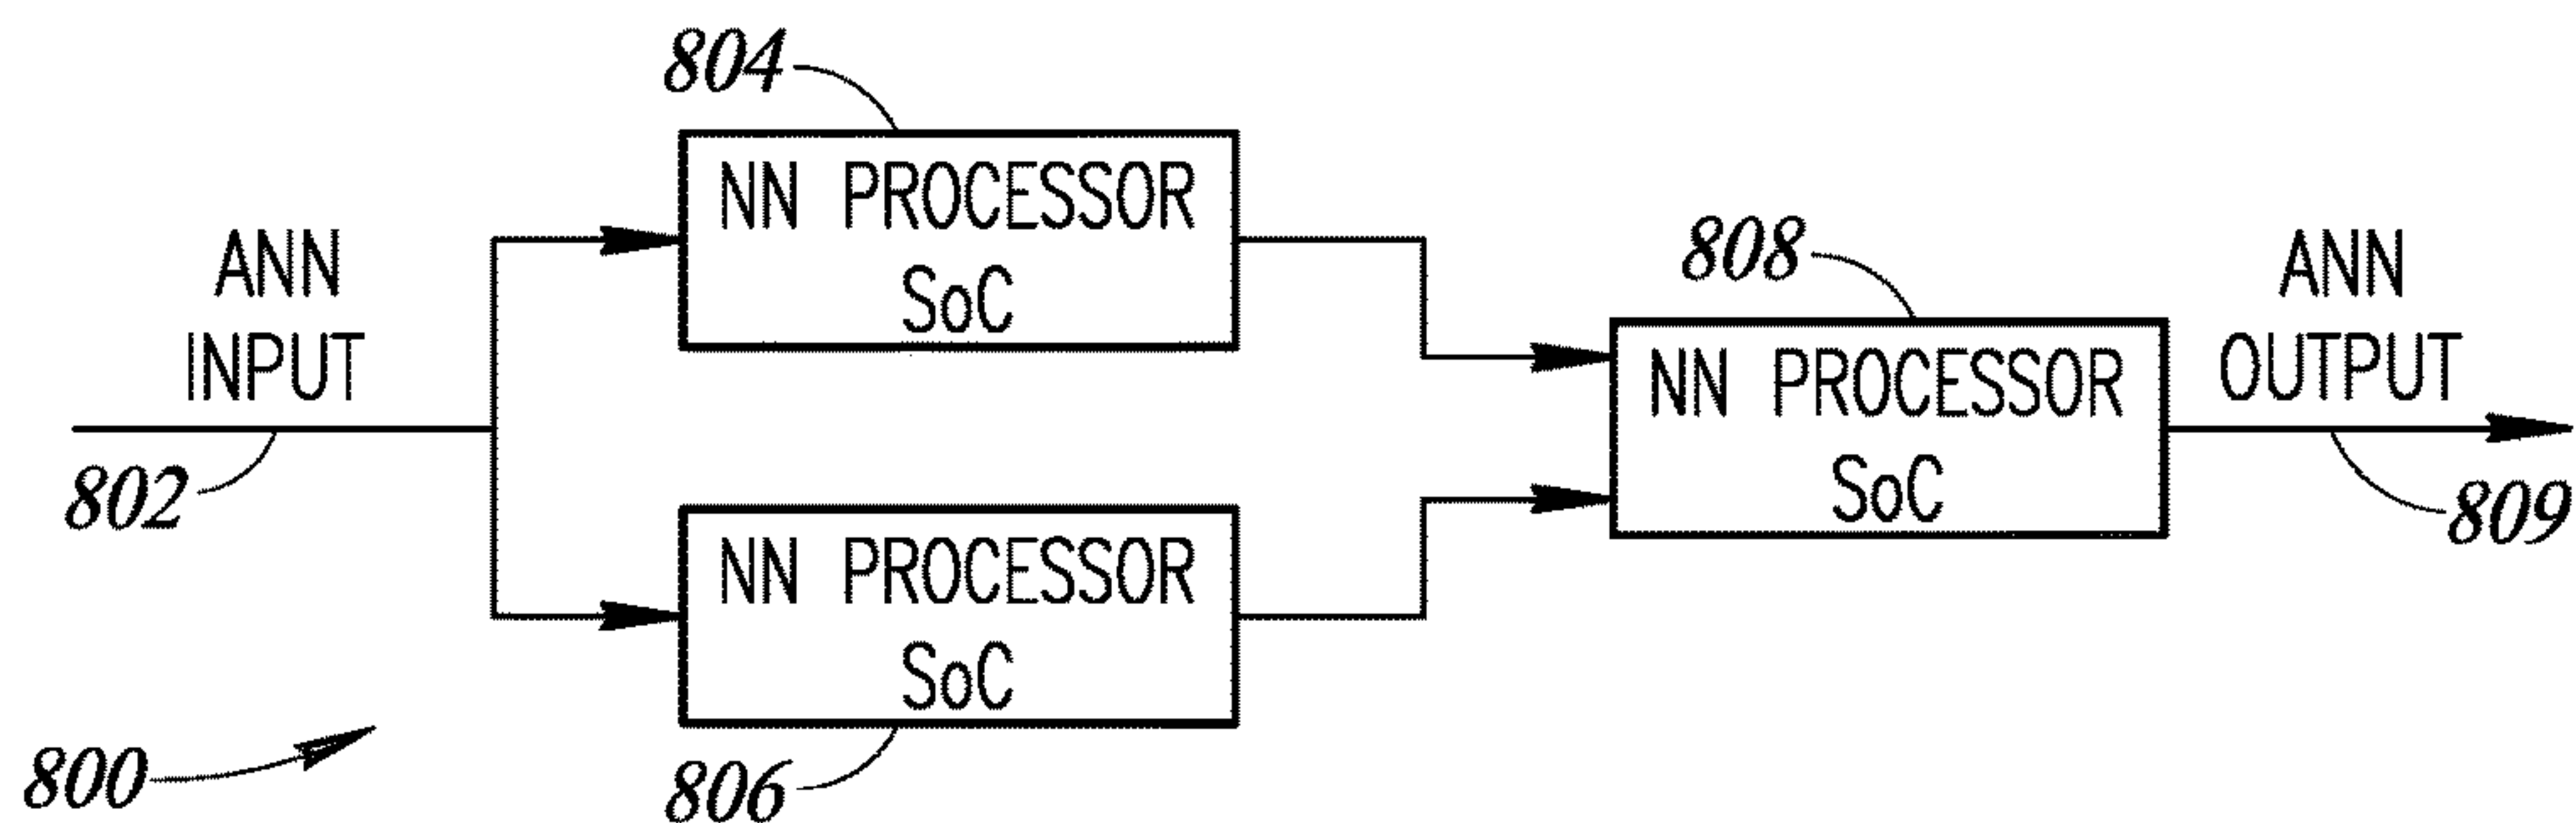 804
NN PROCESSOR
SoC
ANN
INPUT
802
808
NN PROCESSOR
SoC
ANN
OUTPUT
809
NN PROCESSOR
SoC
806
800